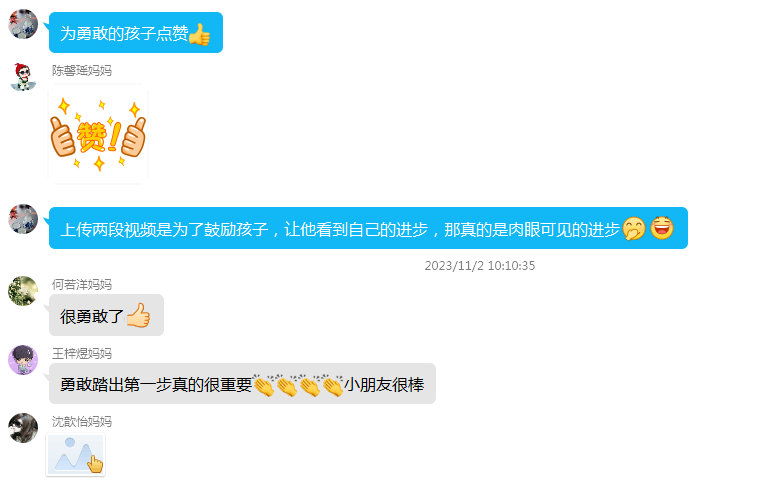 为勇敢的孩子点赞
陈馨瑶妈妈
赞!
上传两段视频是为了鼓励孩子，让他看到自己的进步，那真的是肉眼可见的进步
2023/11/2 10:10:35
何若洋妈妈
很勇敢了
王梓煜妈妈
勇敢踏出第一步真的很重要小朋友很棒
沈歆怡妈妈